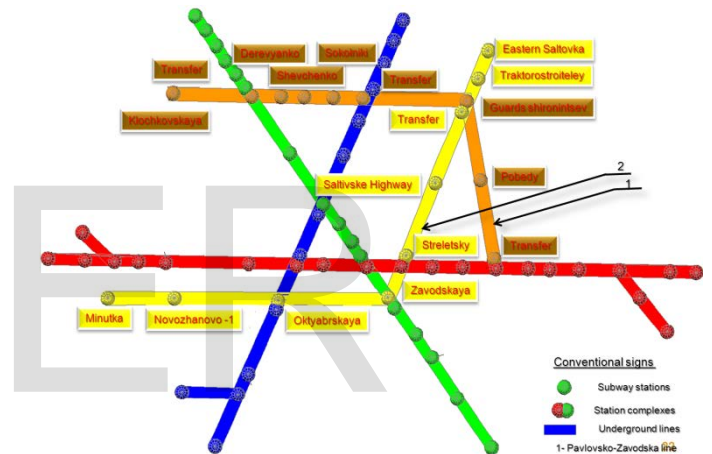 Derevyanko
Sokolniki
Eastern Saltovka
Transfer
Shevchenko
Transfer
Traktorostroiteley
Klochkovskaya
Transfer
Guards shironintsev
2
Pobedy
1
Saltivske Highway
Streletsky
Transfer
Zavodskaya
Minutka
Novozhanovo -1
Oktyabrskaya
ER
Conventional signs
Subway stations
Station complexes
Underground lines
1- Pavlovsko-Zavodska line